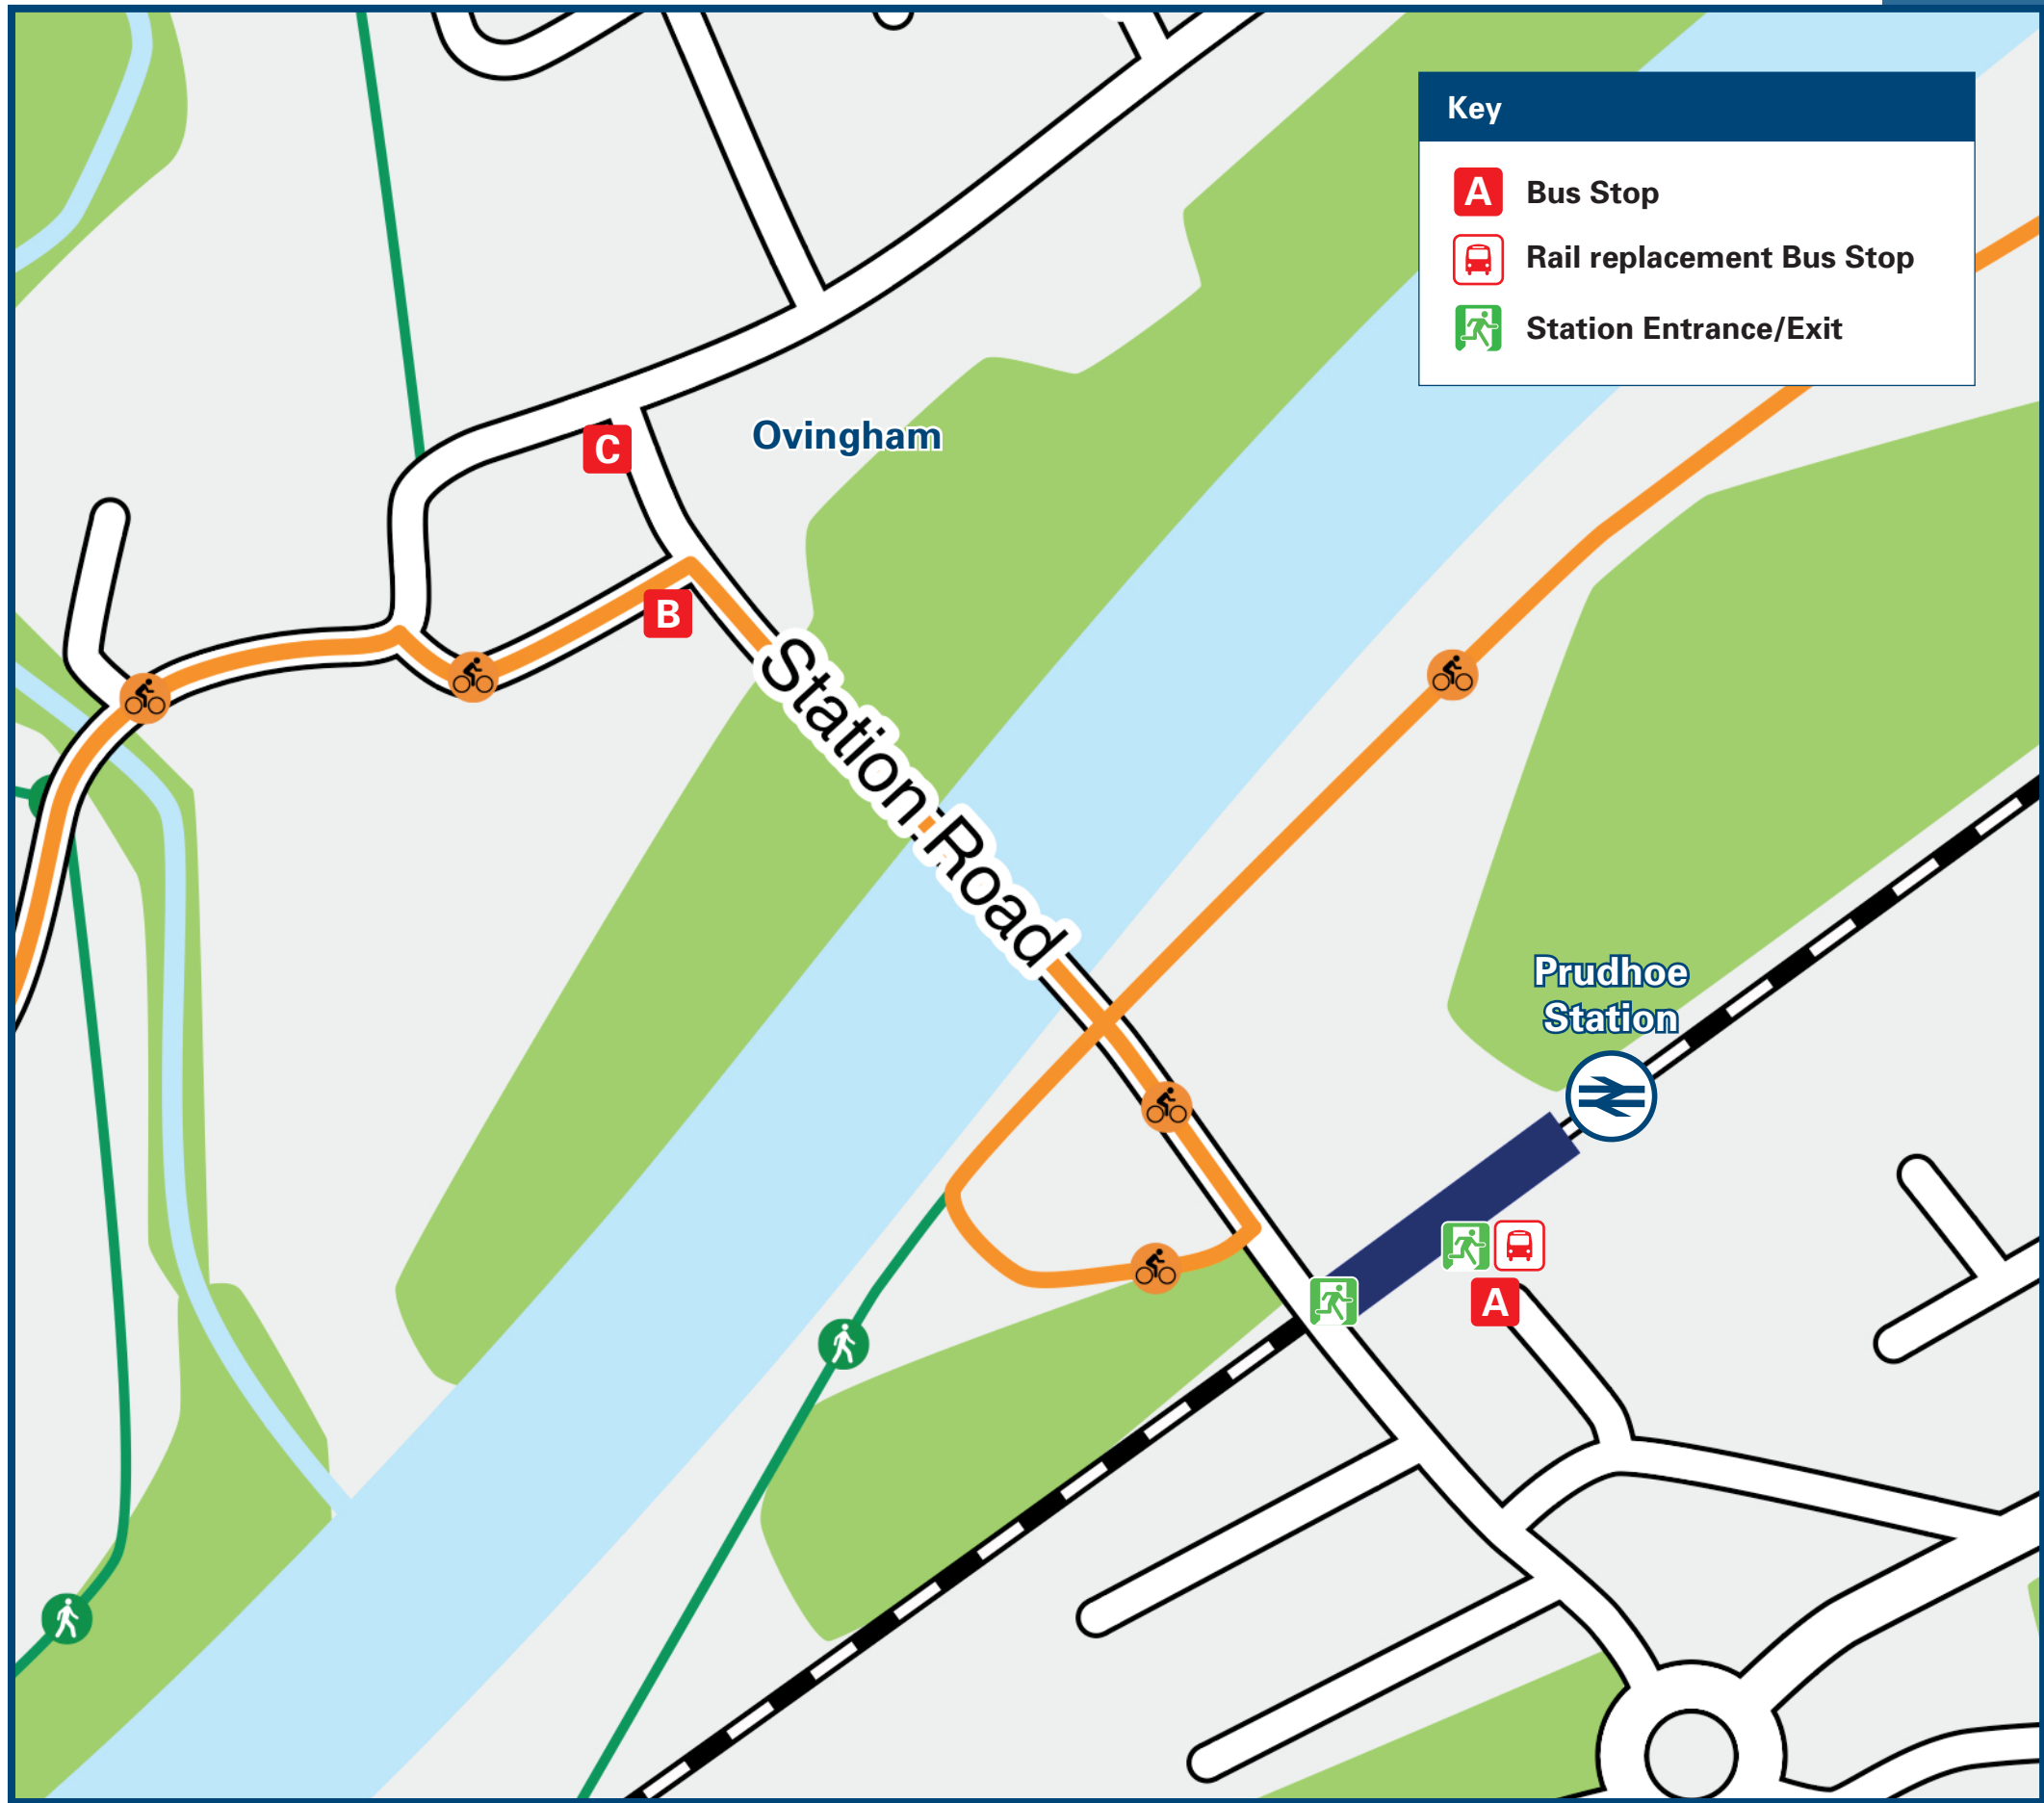 Key
A Bus Stop
Rail replacement Bus Stop
Station Entrance/Exit
C
Ovingham
B
Station Road
Prudhoe
Station
A